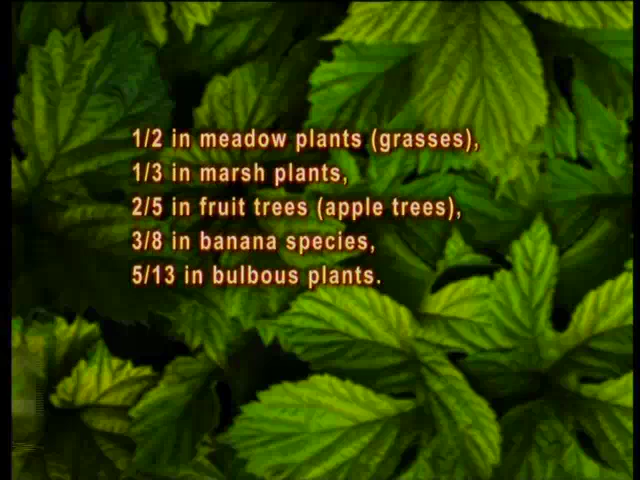 1/2 in meadow plants (grasses),
1/3 in marsh plants,
2/5 in fruit trees (apple trees),
3/8 in banana species,
5/13 in bulbous plants.